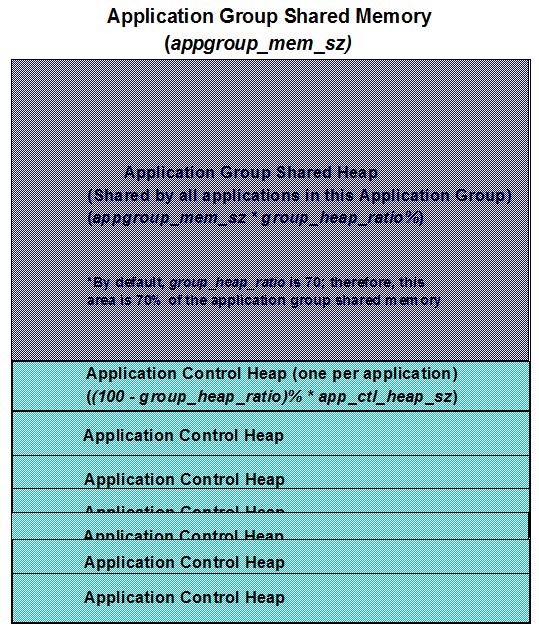 Application Group Shared Memory
(appgroup_mem_sz)
Application Group Shared Heap
(Shared by all applications in this Application Group)
(appgroup_mem_sz * group_heap_ratio%)
*By default, group_heap_ratio is 70; therefore, this
area is 70% of the application group shared memory
Application Control Heap (one per application)
((100 - group_heap_ratio)% * app_ctl_heap_sz)
Application Control Heap
Application Control Heap
Application Control Heap
Application Control Heap
Application Control Heap
Application Control Heap